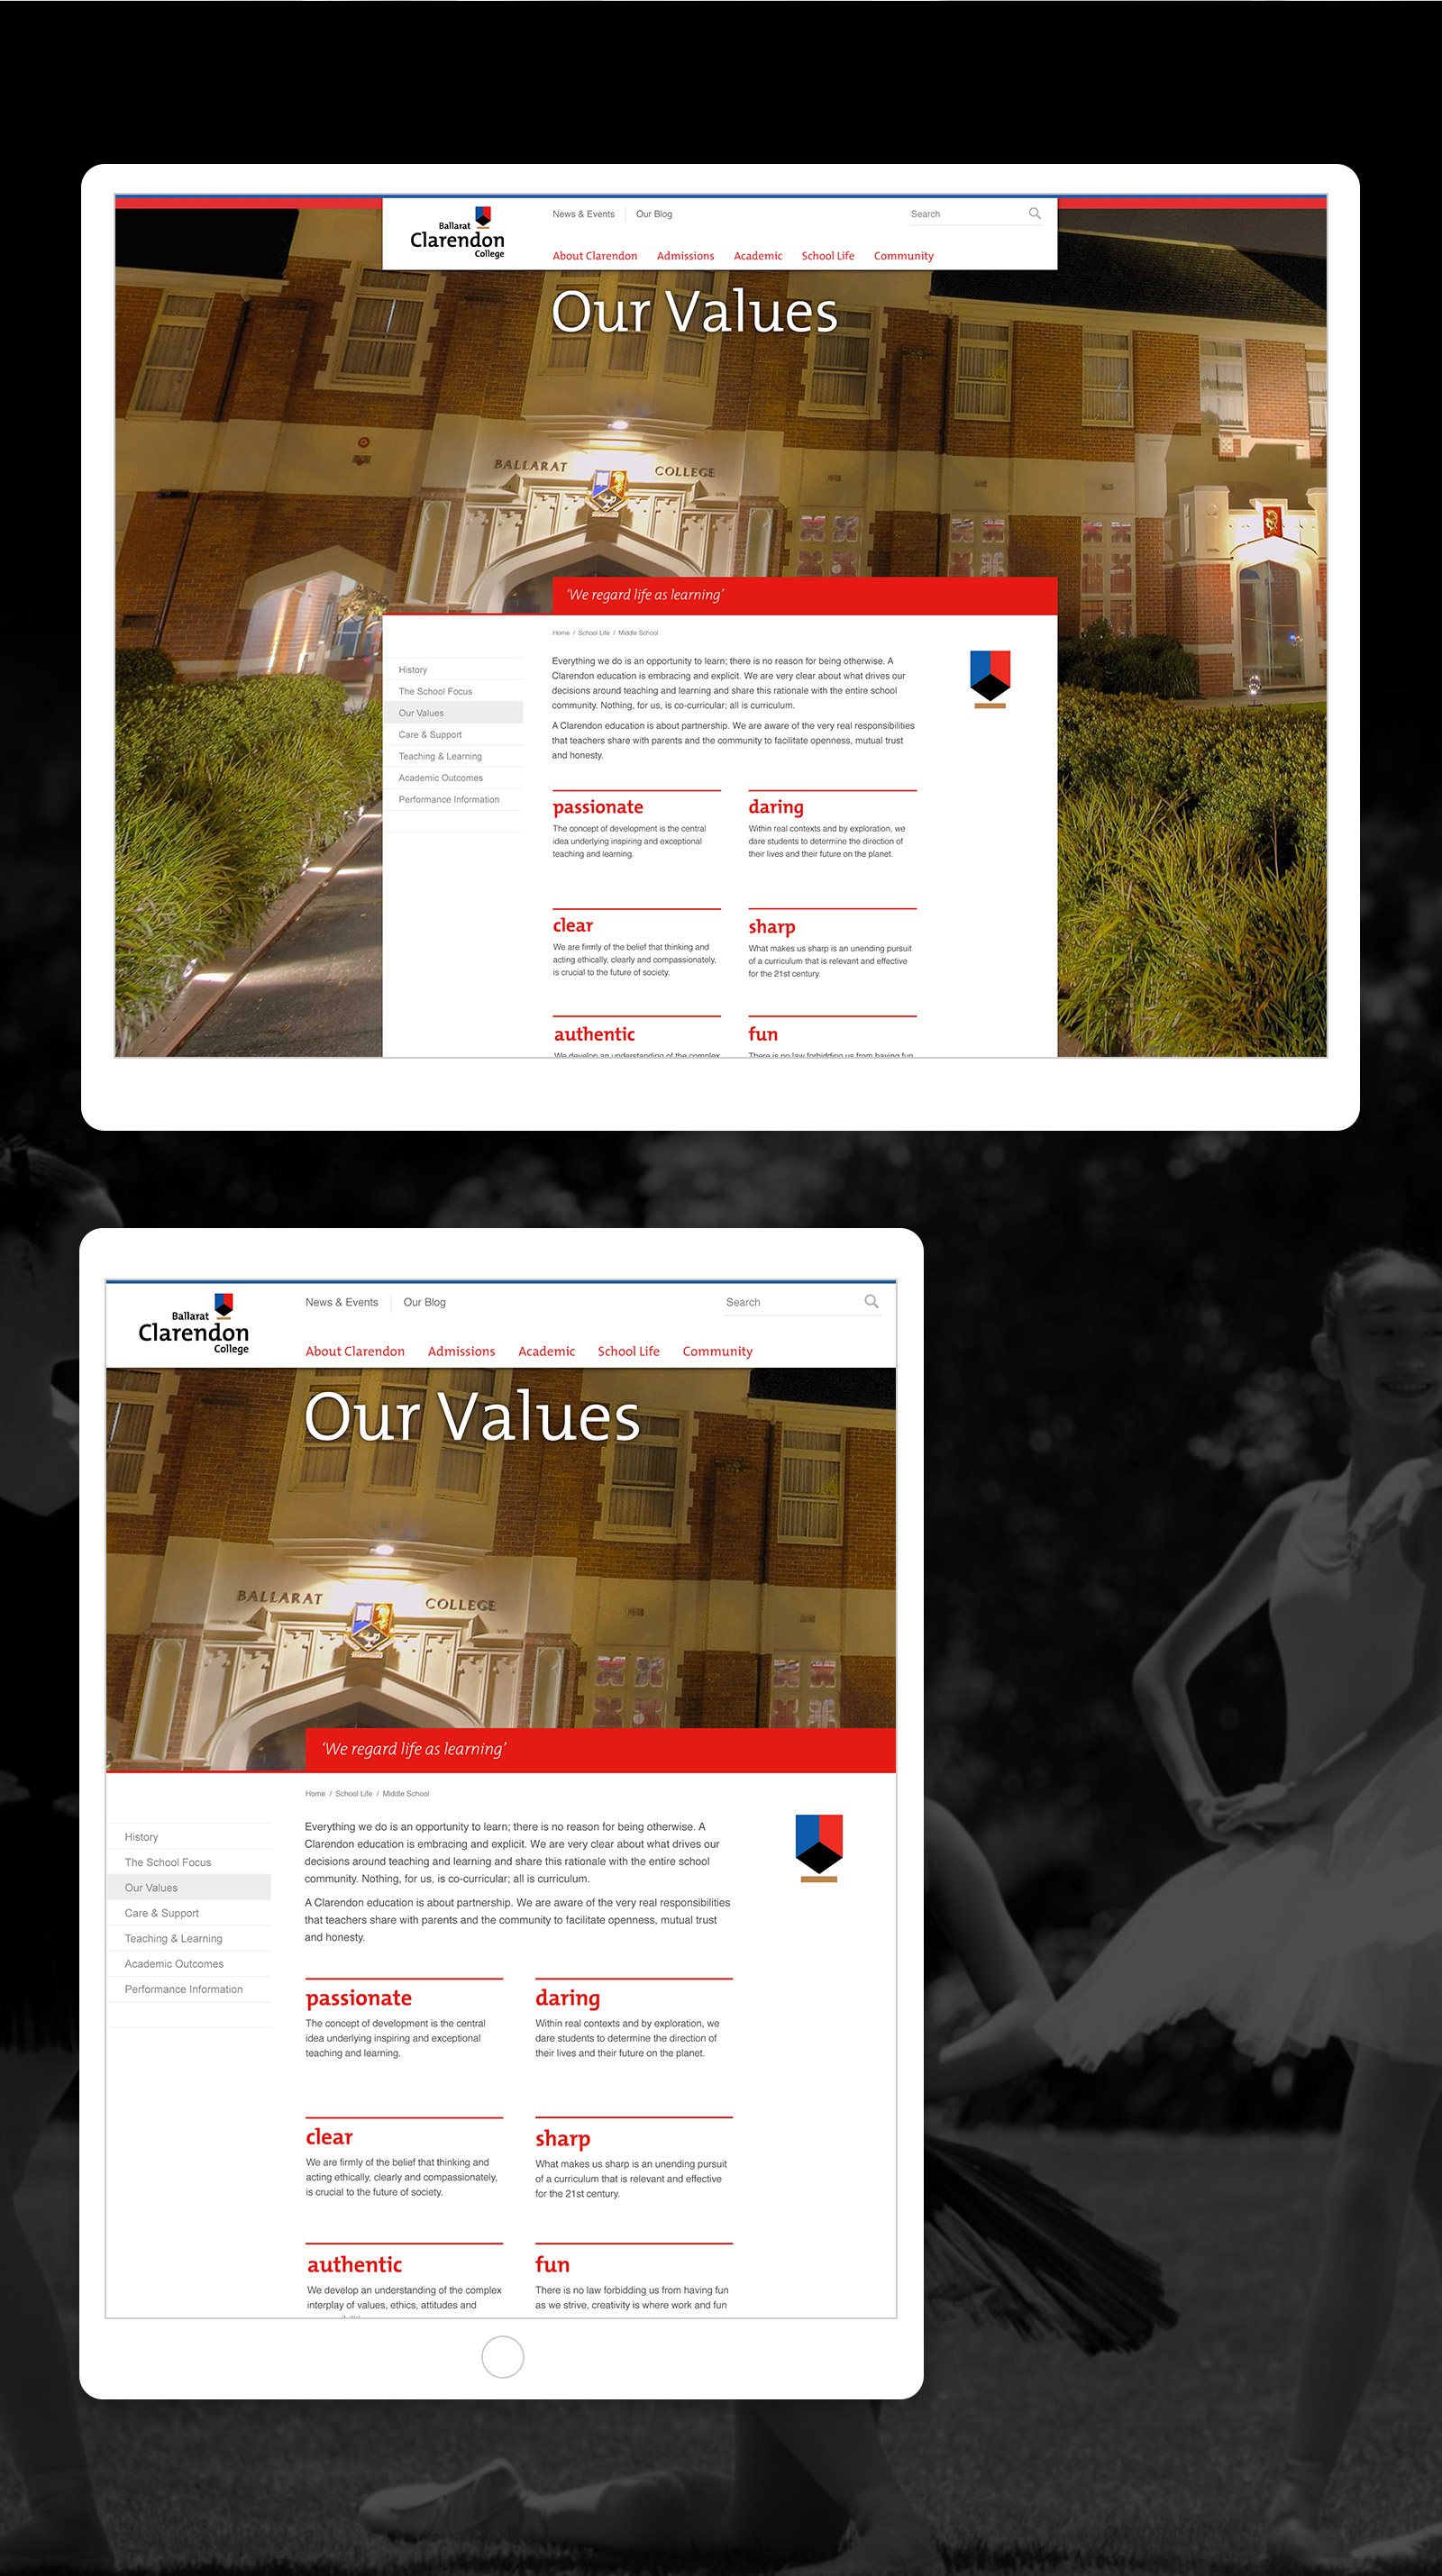 Ballarat
Clarendon
College
News & Events
Our Blog
Search
About Clarendon
Admissions
Academic
School Life
Community
Our Values
BALLARAT
COLLEGE
‘We regard life as learning’
Home / School Life / Middle School
History
The School Focus
Our Values
Care & Support
Teaching & Learning
Academic Outcomes
Performance Information
Everything we do is an opportunity to learn; there is no reason for being otherwise. A
Clarendon education is embracing and explicit. We are very clear about what drives our
decisions around teaching and learning and share this rationale with the entire school
community. Nothing, for us, is co-curricular; all is curriculum.
A Clarendon education is about partnership. We are aware of the very real responsibilities
that teachers share with parents and the community to facilitate openness, mutual trust
and honesty.
passionate
The concept of development is the central
idea underlying inspiring and exceptional
teaching and learning.
daring
Within real contexts and by exploration, we
dare students to determine the direction of
their lives and their future on the planet.
clear
We are firmly of the belief that thinking and
acting ethically, clearly and compassionately,
is crucial to the future of society.
sharp
What makes us sharp is an unending pursuit
of a curriculum that is relevant and effective
for the 21st century.
authentic
We develop an understanding of the complex
fun
There is no law forbidding us from having fun
Ballarat
Clarendon
College
News & Events
Our Blog
Search
About Clarendon
Admissions
Academic
School Life
Community
Our Values
BALLARAT
COLLEGE
‘We regard life as learning’
Home / School Life / Middle School
History
The School Focus
Our Values
Care & Support
Teaching & Learning
Academic Outcomes
Performance Information
Everything we do is an opportunity to learn; there is no reason for being otherwise. A
Clarendon education is embracing and explicit. We are very clear about what drives our
decisions around teaching and learning and share this rationale with the entire school
community. Nothing, for us, is co-curricular; all is curriculum.
A Clarendon education is about partnership. We are aware of the very real responsibilities
that teachers share with parents and the community to facilitate openness, mutual trust
and honesty.
passionate
The concept of development is the central
idea underlying inspiring and exceptional
teaching and learning.
daring
Within real contexts and by exploration, we
dare students to determine the direction of
their lives and their future on the planet.
clear
We are firmly of the belief that thinking and
acting ethically, clearly and compassionately,
is crucial to the future of society.
sharp
What makes us sharp is an unending pursuit
of a curriculum that is relevant and effective
for the 21st century.
authentic
We develop an understanding of the complex
interplay of values, ethics, attitudes and
fun
There is no law forbidding us from having fun
as we strive, creativity is where work and fun